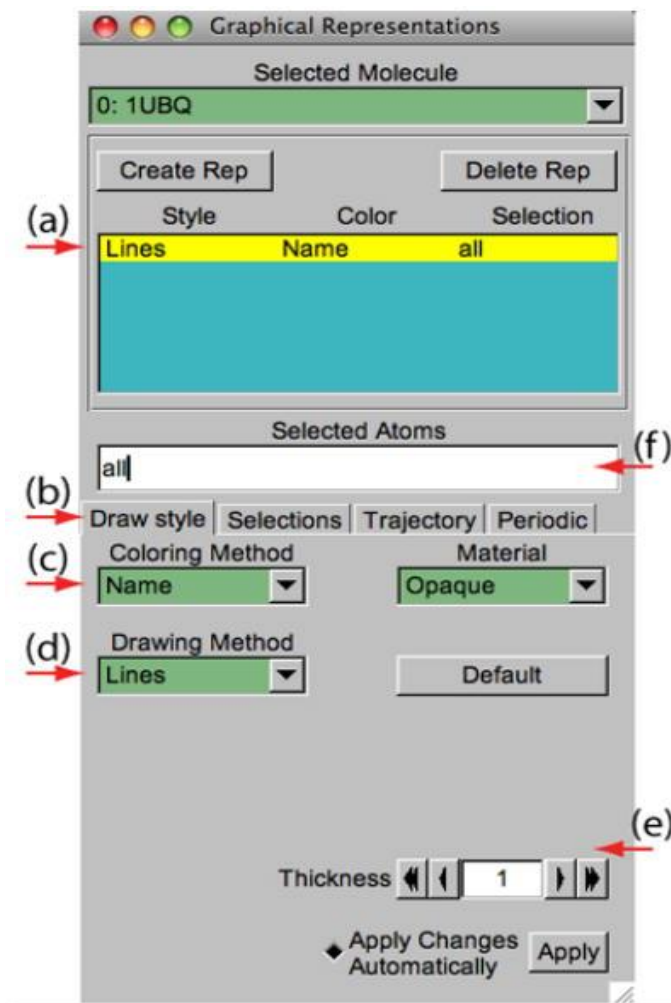 Graphical Representations
Selected Molecule
0: 1UBQ
Create Rep Delete Rep
Style Color Selection
(a)
Lines Name all
Selected Atoms
all
(f)
(b)
Draw style Selections Trajectory Periodic
Coloring Method Material
(c)
Name Opaque
Drawing Method
(d)
Lines Default
(e)
Thickness 1
Apply Changes
Automatically Apply